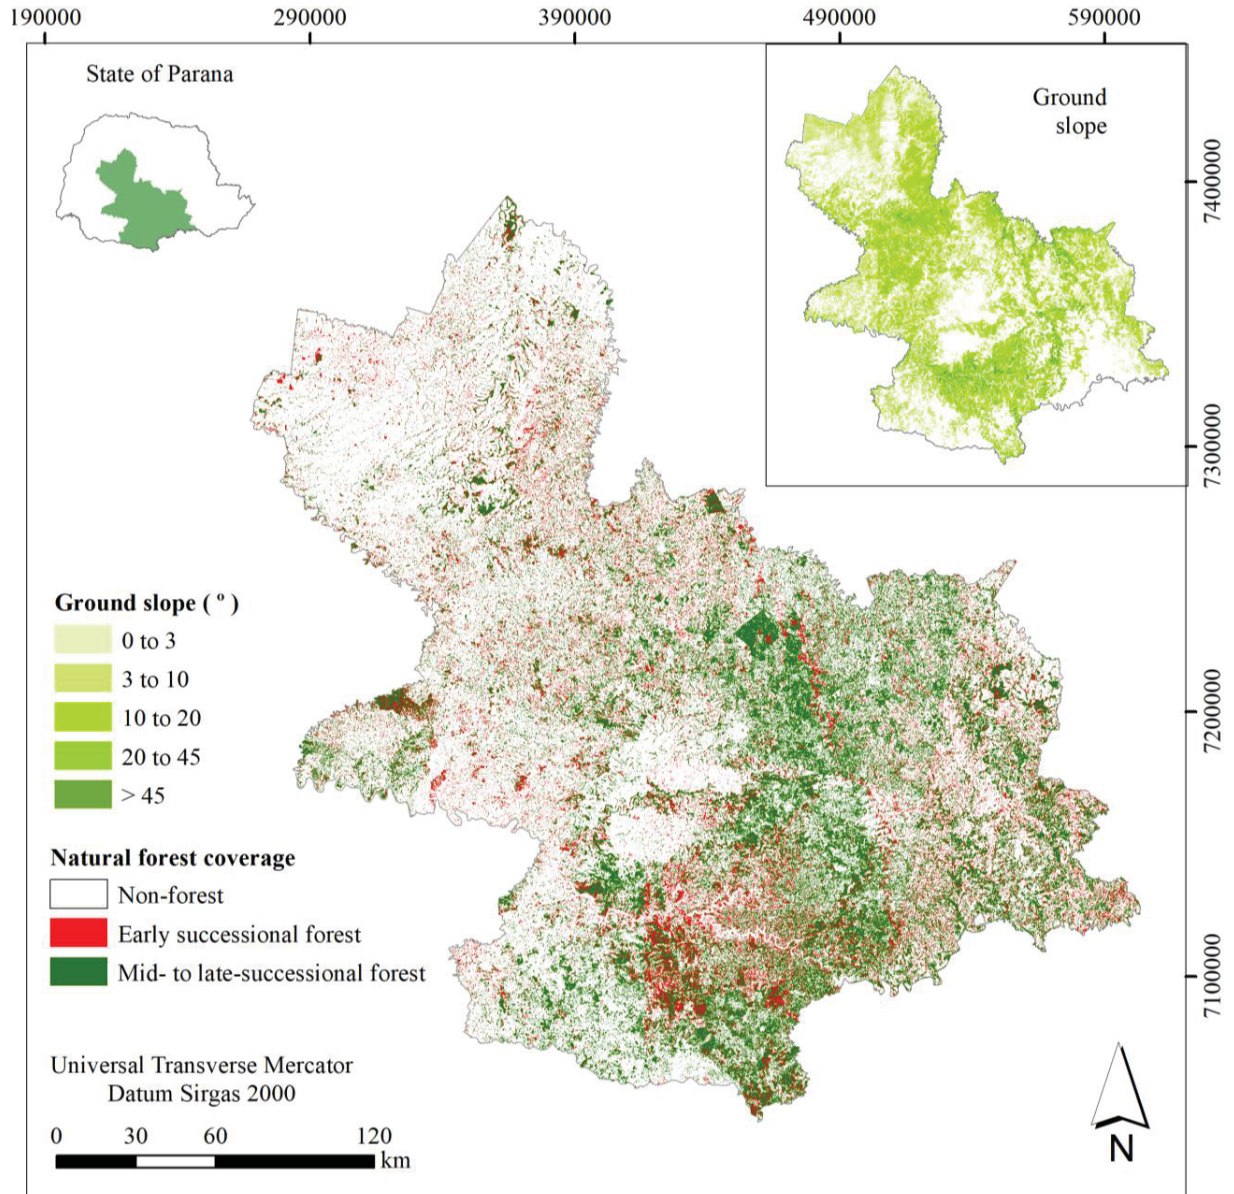 190000 290000 390000 490000 590000
State of Parana
Ground
slope
7400000
7300000
7200000
7100000
Ground slope ( º )
0 to 3
3 to 10
10 to 20
20 to 45
> 45
Natural forest coverage
Non-forest
Early successional forest
Mid- to late-successional forest
Universal Transverse Mercator
Datum Sirgas 2000
0 30 60 120
km
N